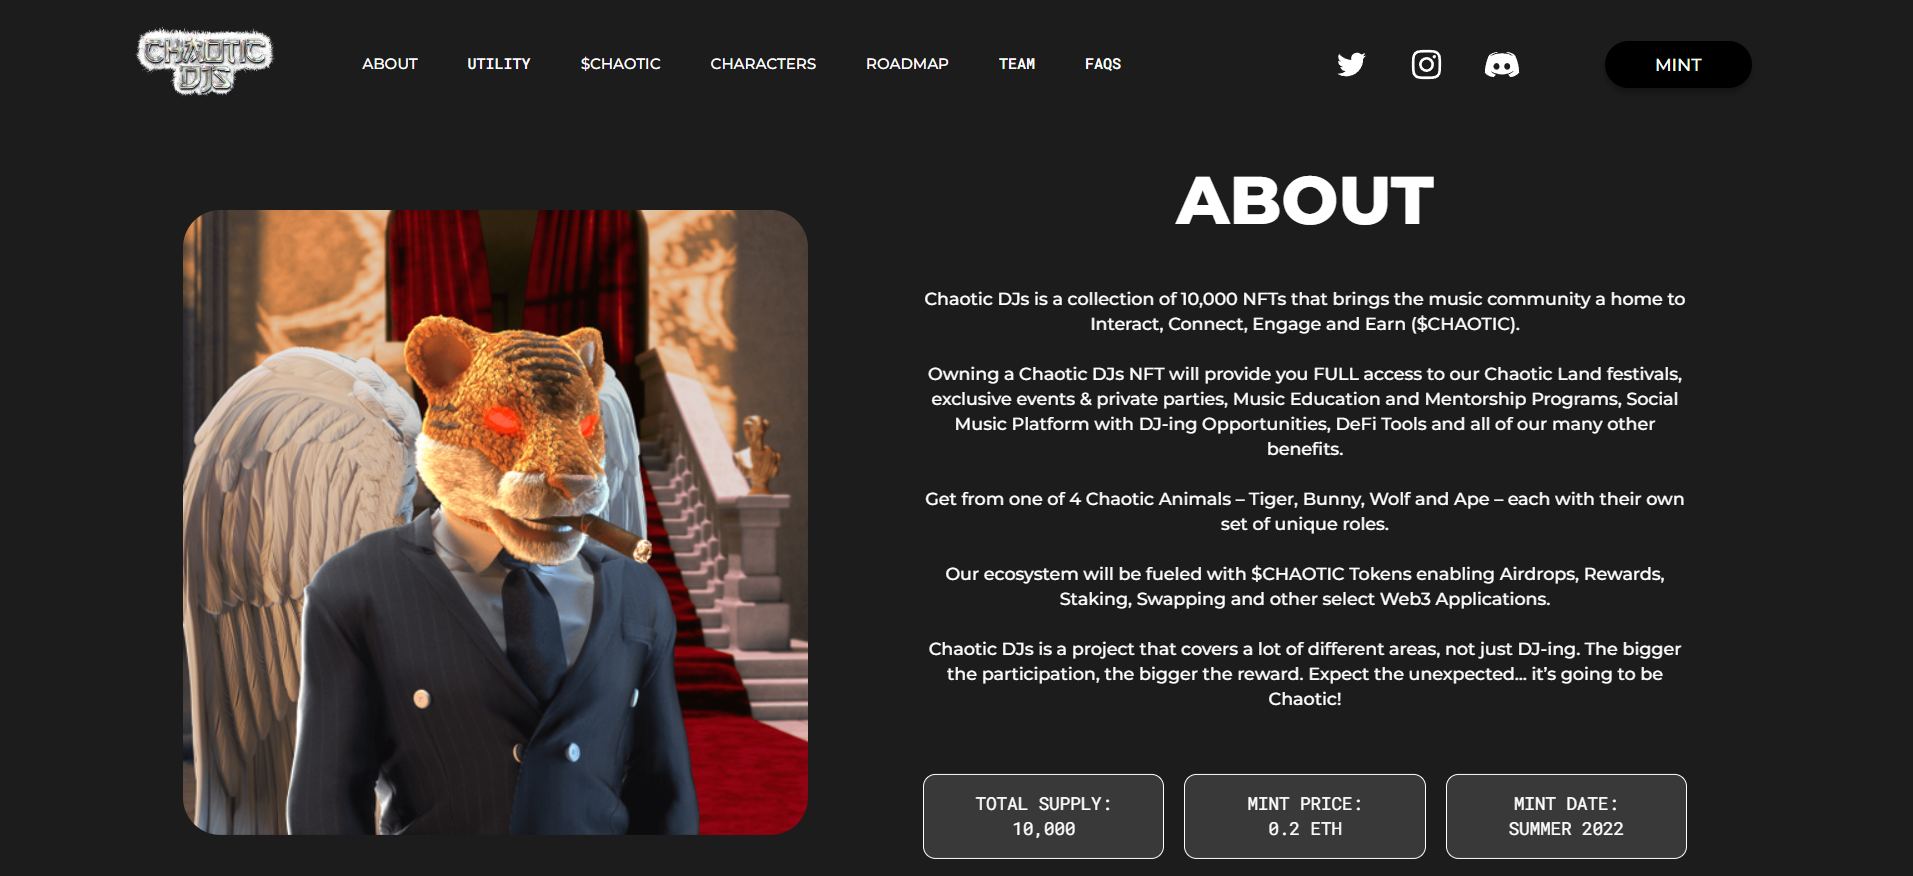 CHAOTIC
DJS
ABOUT
UTILITY
$CHAOTIC
CHARACTERS
ROADMAP
TEAM
FAQS
MINT
ABOUT
Chaotic DJs is a collection of 10,000 NFTs that brings the music community a home to
Interact, Connect, Engage and Earn ($CHAOTIC).
Owning a Chaotic DJs NFT will provide you FULL access to our Chaotic Land festivals,
exclusive events & private parties, Music Education and Mentorship Programs, Social
Music Platform with DJ-ing Opportunities, DeFi Tools and all of our many other
benefits.
Get from one of 4 Chaotic Animals – Tiger, Bunny, Wolf and Ape – each with their own
set of unique roles.
Our ecosystem will be fueled with $CHAOTIC Tokens enabling Airdrops, Rewards,
Staking, Swapping and other select Web3 Applications.
Chaotic DJs is a project that covers a lot of different areas, not just DJ-ing. The bigger
the participation, the bigger the reward. Expect the unexpected... it’s going to be
Chaotic!
TOTAL SUPPLY:
10,000
MINT PRICE:
0.2 ETH
MINT DATE:
SUMMER 2022